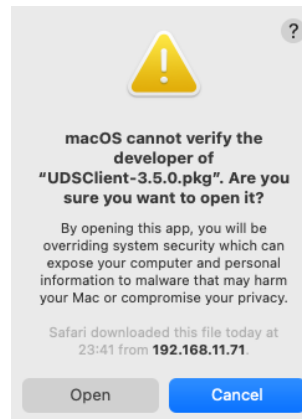 ?
macOS cannot verify the
developer of
“UDSClient-3.5.0.pkg”. Are you
sure you want to open it?
By opening this app, you will be
overriding system security which can
expose your computer and personal
information to malware that may harm
your Mac or compromise your privacy.
Safari downloaded this file today at
23:41 from 192.168.11.71.
Open Cancel